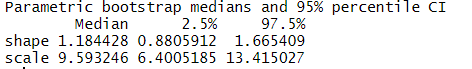 Parametric bootstrap medians and 95% percentile CI
Median 2.5% 97.5%
shape 1.184428 0.8805912 1.665409
scale 9.593246 6.4005185 13.415027